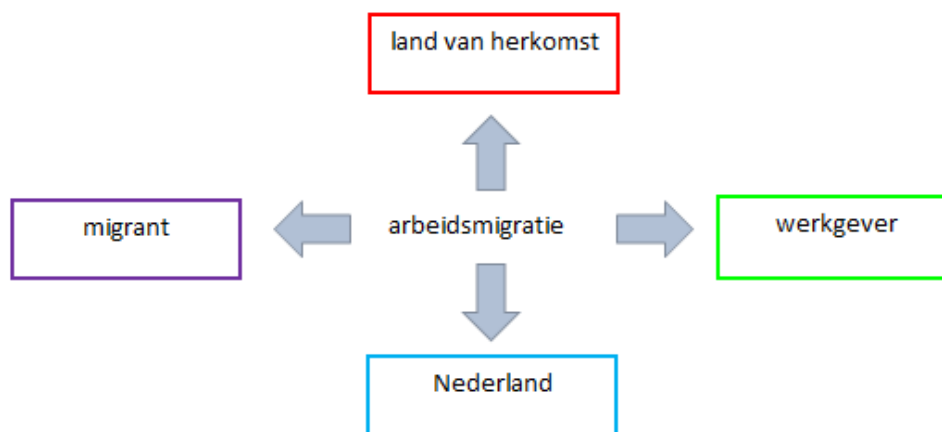 land van herkomst
migrant
arbeidsmigratie
werkgever
Nederland